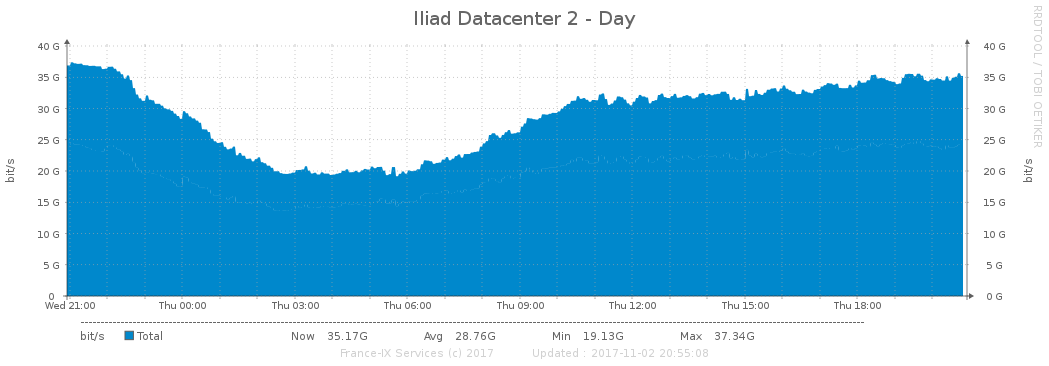 Iliad Datacenter 2 - Day
RRDTOOL / TOBI OETIKER
40 G 40 G
35 G 35 G
30 G 30 G
25 G 25 G
20 G 20 G
15 G 15 G
10 G 10 G
5 G 5 G
0 0 G
bit/s bit/s
Wed 21:00 Thu 00:00 Thu 03:00 Thu 06:00 Thu 09:00 Thu 12:00 Thu 15:00 Thu 18:00
bit/s Total Now 35.17G Avg 28.76G Min 19.13G Max 37.34G
France-IX Services (c) 2017 Updated : 2017-11-02 20:55:08